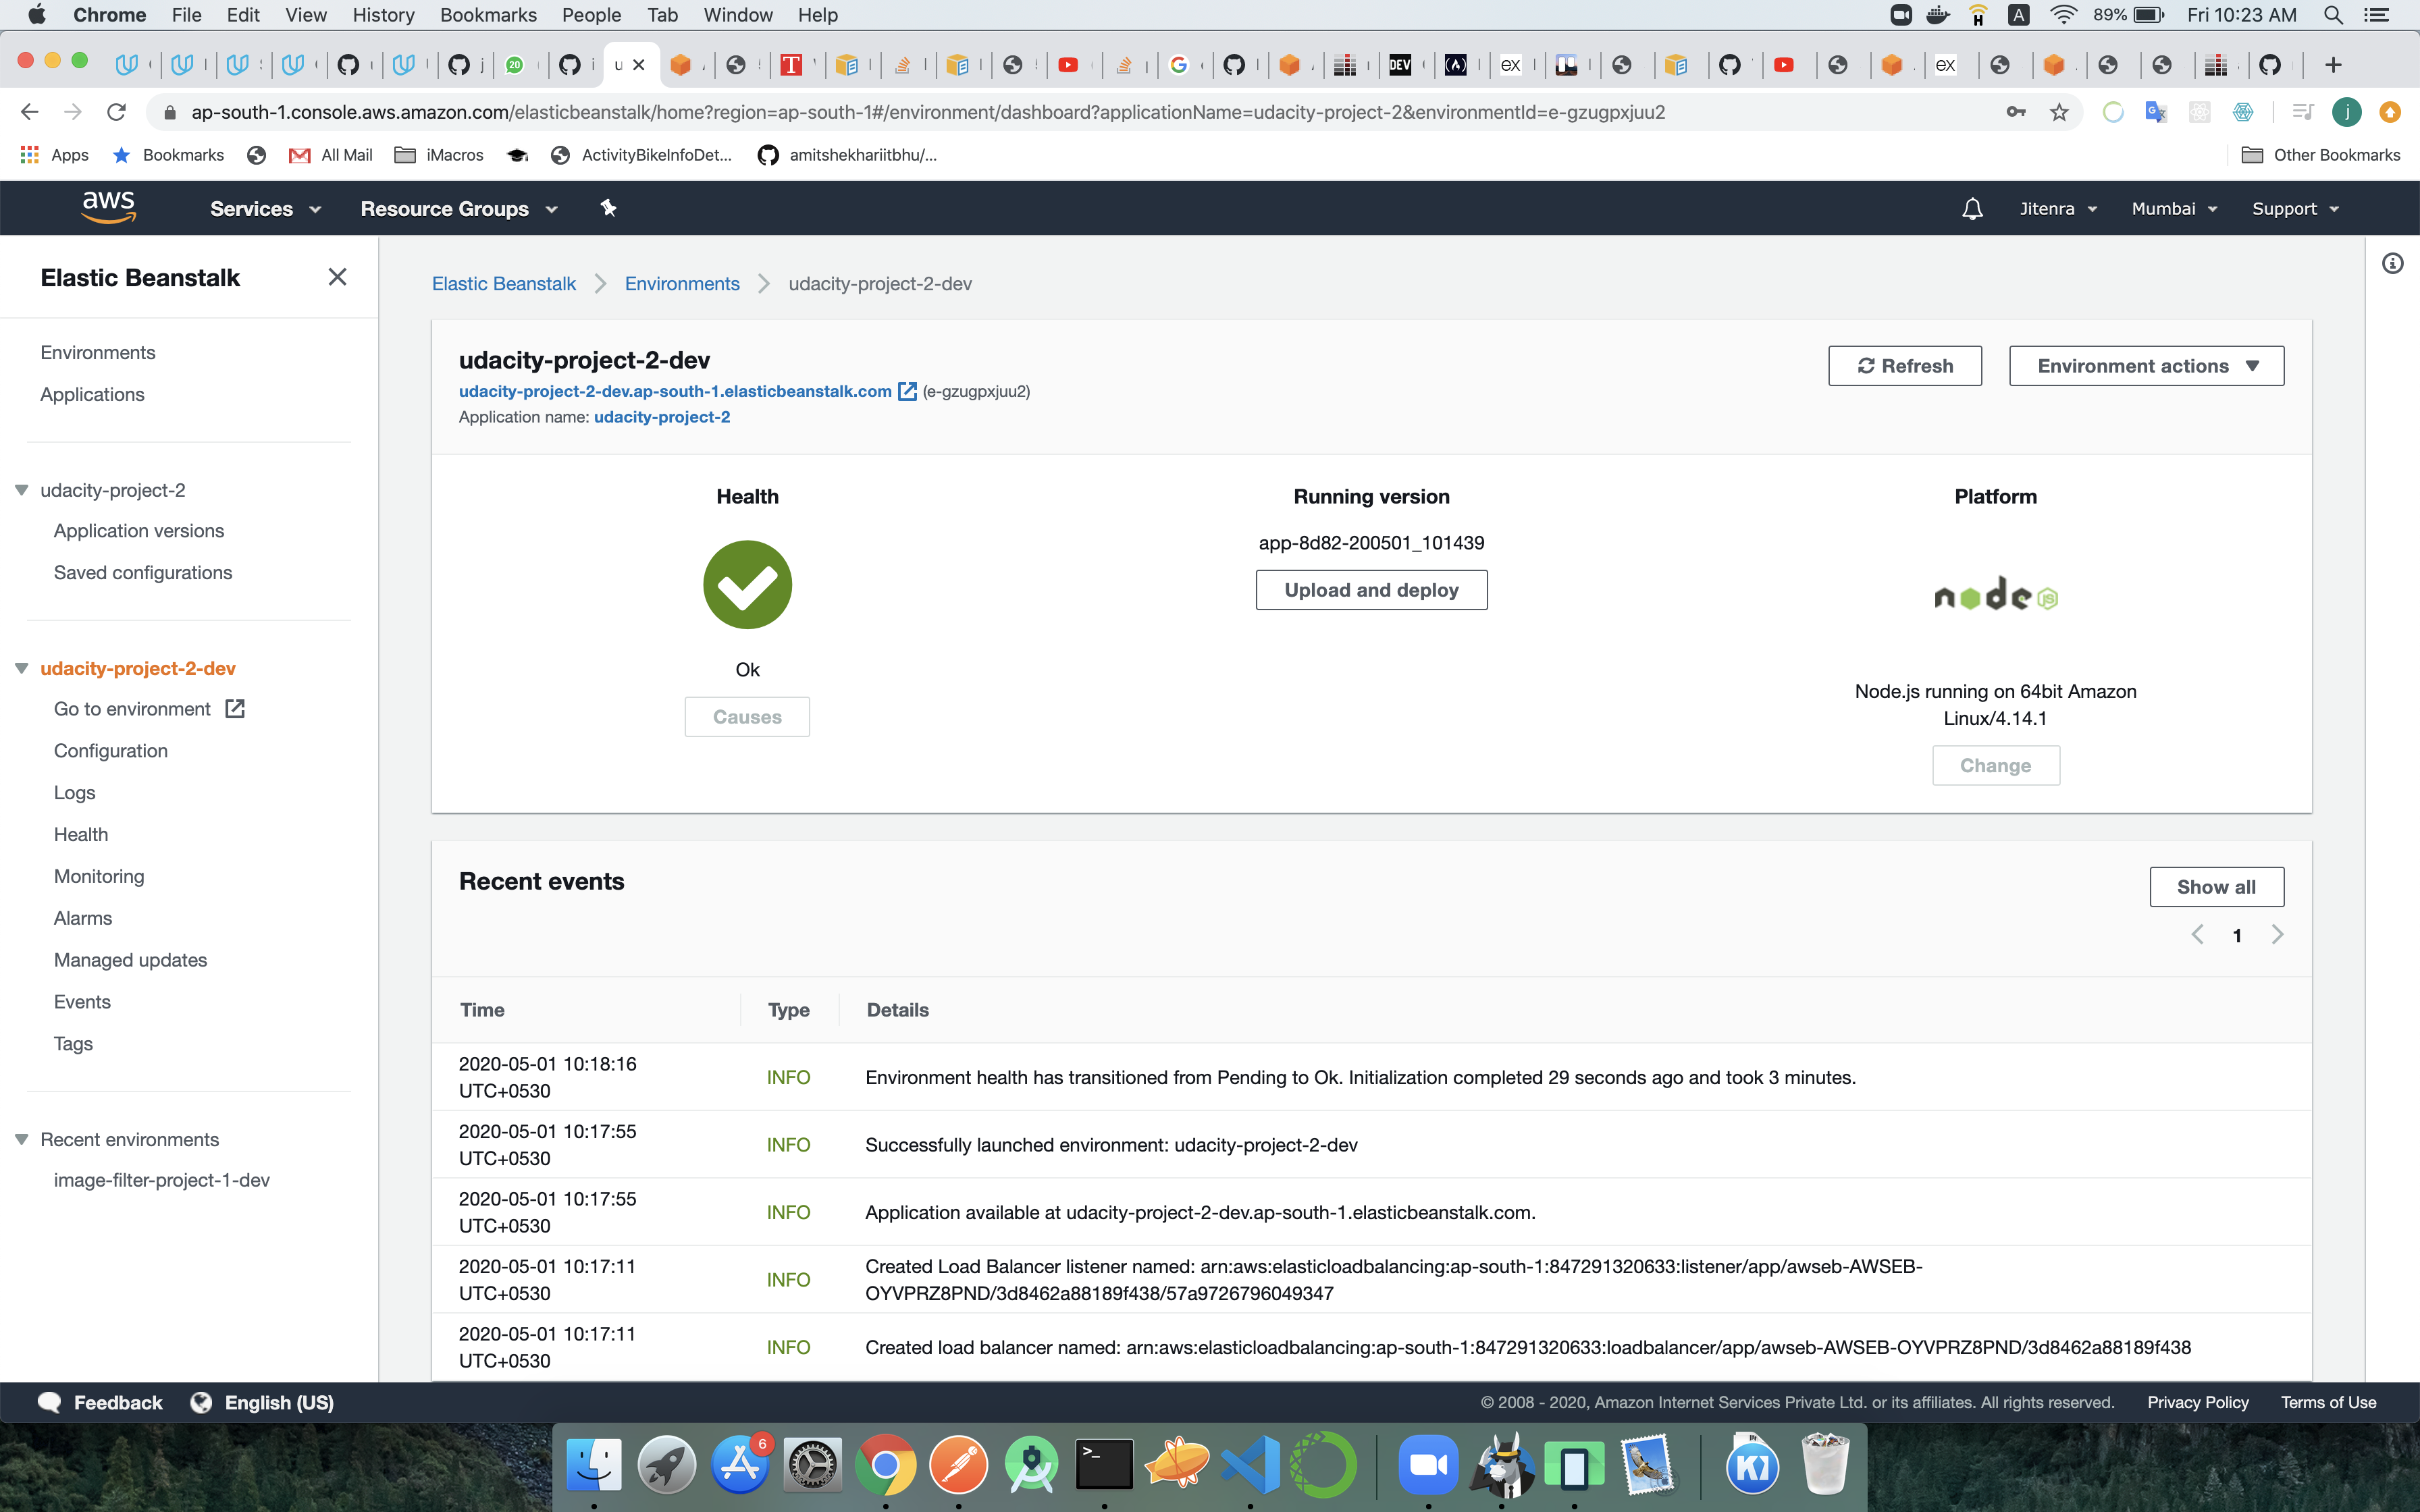 Chrome File Edit View History Bookmarks People Tab Window Help
A 89% Fri 10:23 AM
20 T DEV ex ex
ap-south-1.console.aws.amazon.com/elasticbeanstalk/home?region=ap-south-1#/environment/dashboard?applicationName=udacity-project-2&environmentId=e-gzugpxjuu2
j
Apps Bookmarks All Mail iMacros ActivityBikeInfoDet... amitshekhariitbhu/... Other Bookmarks
aws Services Resource Groups Jitenra Mumbai Support
Elastic Beanstalk
Environments
Applications
udacity-project-2
Application versions
Saved configurations
udacity-project-2-dev
Go to environment
Configuration
Logs
Health
Monitoring
Alarms
Managed updates
Events
Tags
Recent environments
image-filter-project-1-dev
Elastic Beanstalk Environments udacity-project-2-dev
udacity-project-2-dev
udacity-project-2-dev.ap-south-1.elasticbeanstalk.com (e-gzugpxjuu2)
Application name: udacity-project-2
Refresh
Environment actions
Health
Ok
Causes
Running version
app-8d82-200501_101439
Upload and deploy
Platform
node JS
Node.js running on 64bit Amazon
Linux/4.14.1
Change
Recent events
Show all
1
Time Type Details
2020-05-01 10:18:16
UTC+0530
INFO
Environment health has transitioned from Pending to Ok. Initialization completed 29 seconds ago and took 3 minutes.
2020-05-01 10:17:55
UTC+0530
INFO
Successfully launched environment: udacity-project-2-dev
2020-05-01 10:17:55
UTC+0530
INFO
Application available at udacity-project-2-dev.ap-south-1.elasticbeanstalk.com.
2020-05-01 10:17:11
UTC+0530
INFO
Created Load Balancer listener named: arn:aws:elasticloadbalancing:ap-south-1:847291320633:listener/app/awseb-AWSEB-
OYVPRZ8PND/3d8462a88189f438/57a9726796049347
2020-05-01 10:17:11
UTC+0530
INFO
Created load balancer named: arn:aws:elasticloadbalancing:ap-south-1:847291320633:loadbalancer/app/awseb-AWSEB-OYVPRZ8PND/3d8462a88189f438
Feedback English (US)
© 2008 - 2020, Amazon Internet Services Private Ltd. or its affiliates. All rights reserved. Privacy Policy Terms of Use
6